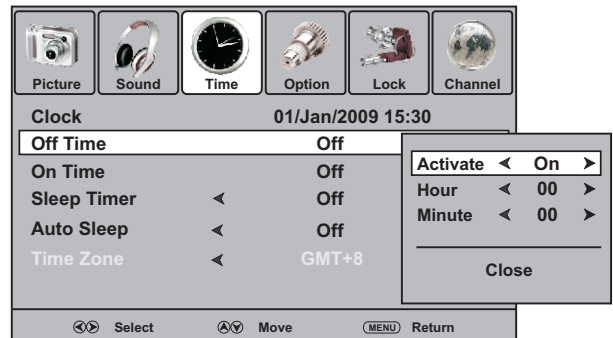 Picture Sound Time Option Lock Channel
Clock 01/Jan/2009 15:30
Off Time Off
On Time Off
Sleep Timer Off
Auto Sleep Off
Time Zone GMT+8
Activate On
Hour 00
Minute 00
Close
Select Move MENU Return